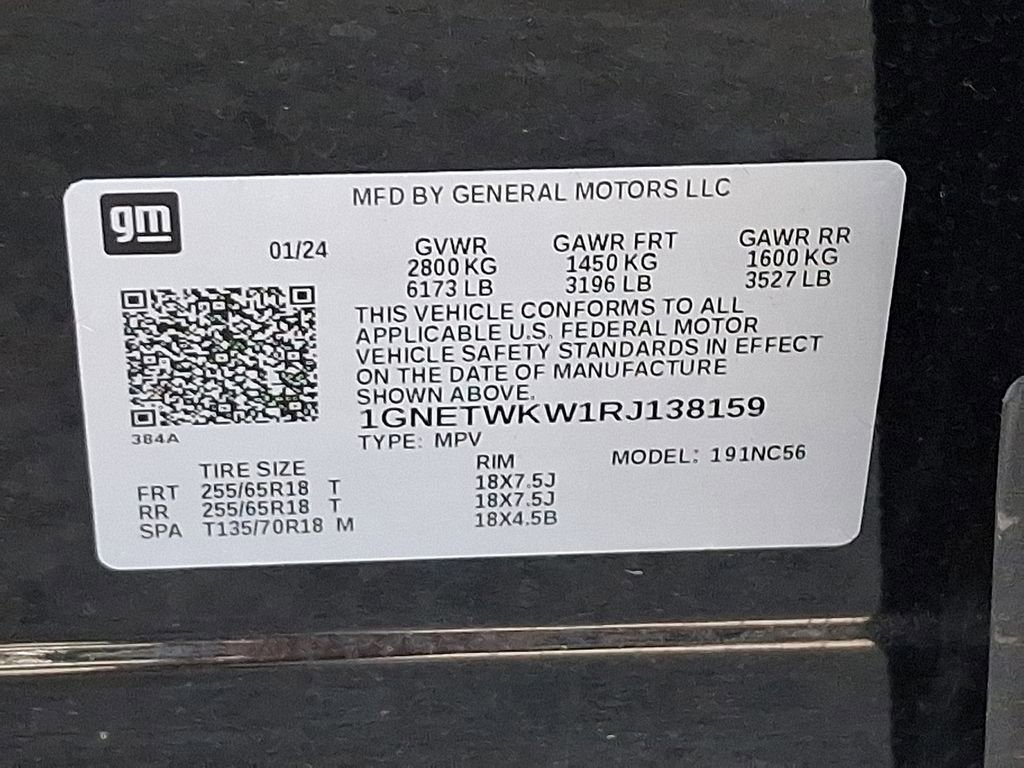 gm
MFD BY GENERAL MOTORS LLC
01/24 GVWR GAWR FRT GAWR RR
2800 KG 1450 KG 1600 KG
6173 LB 3196 LB 3527 LB
THIS VEHICLE CONFORMS TO ALL
APPLICABLE U.S. FEDERAL MOTOR
VEHICLE SAFETY STANDARDS IN EFFECT
ON THE DATE OF MANUFACTURE
SHOWN ABOVE.
1GNETWKW1RJ138159
384A
TYPE: MPV
TIRE SIZE RIM MODEL: 191NC56
FRT 255/65R18 T 18X7.5J
RR 255/65R18 T 18X7.5J
SPA T135/70R18 M 18X4.5B